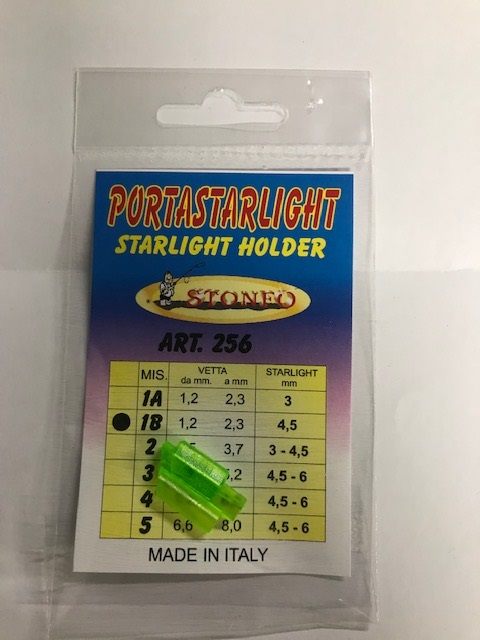 PORTASTARLIGHT
STARLIGHT HOLDER
STONFO
ART. 256
MIS. VETTA STARLIGHT
da mm. a mm mm
1A 1,2 2,3 3
1B 1,2 2,3 4,5
2 3,7 3 - 4,5
3 4,5 - 6
4 4,5 - 6
5 6,6 8,0 4,5 - 6
MADE IN ITALY